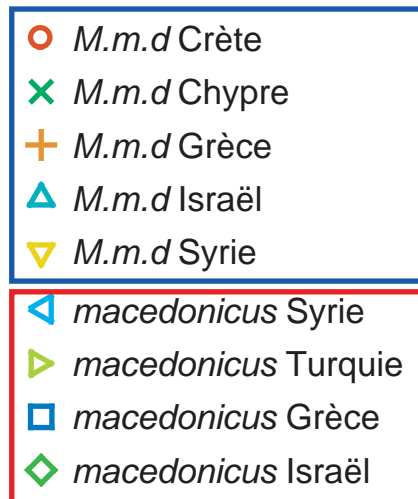 M.m.d Crète
M.m.d Chypre
M.m.d Grèce
M.m.d Israël
M.m.d Syrie
macedonicus Syrie
macedonicus Turquie
macedonicus Grèce
macedonicus Israël